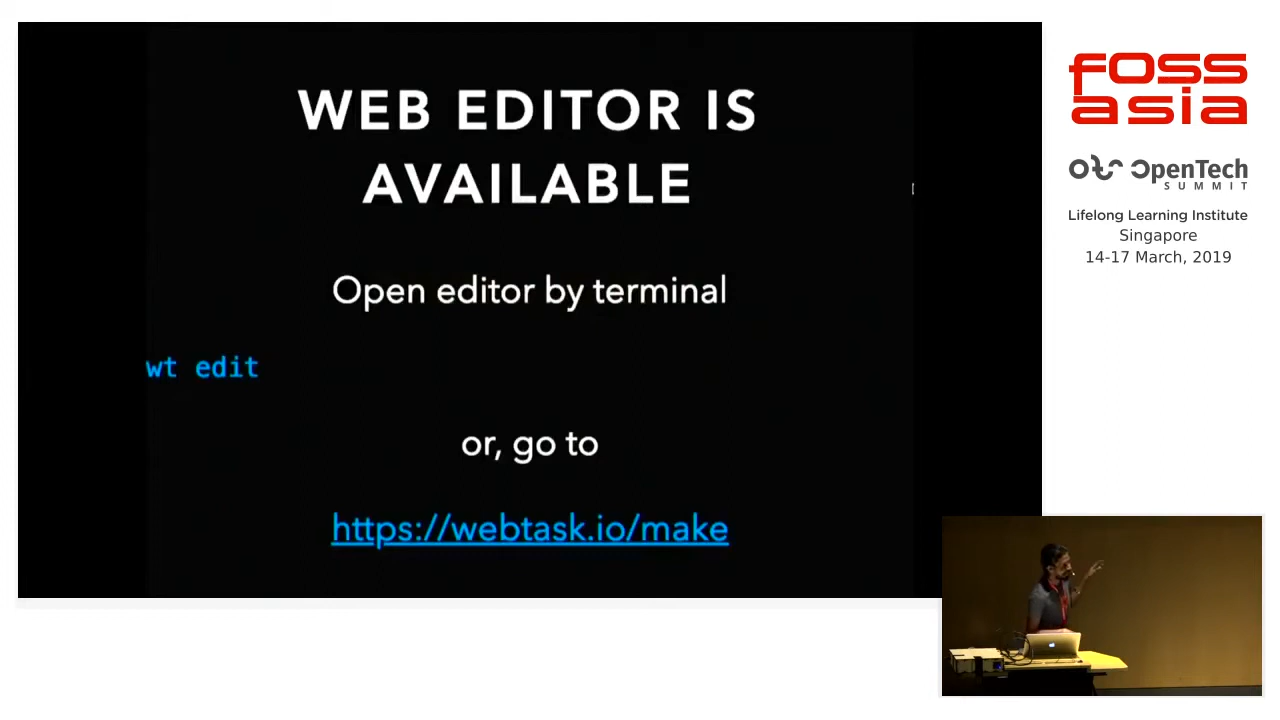 WEB EDITOR IS
AVAILABLE
Open editor by terminal
wt edit
or, go to
https://webtask.io/make
fOSS
asia
OpenTech
SUMMIT
Lifelong Learning Institute
Singapore
14-17 March, 2019